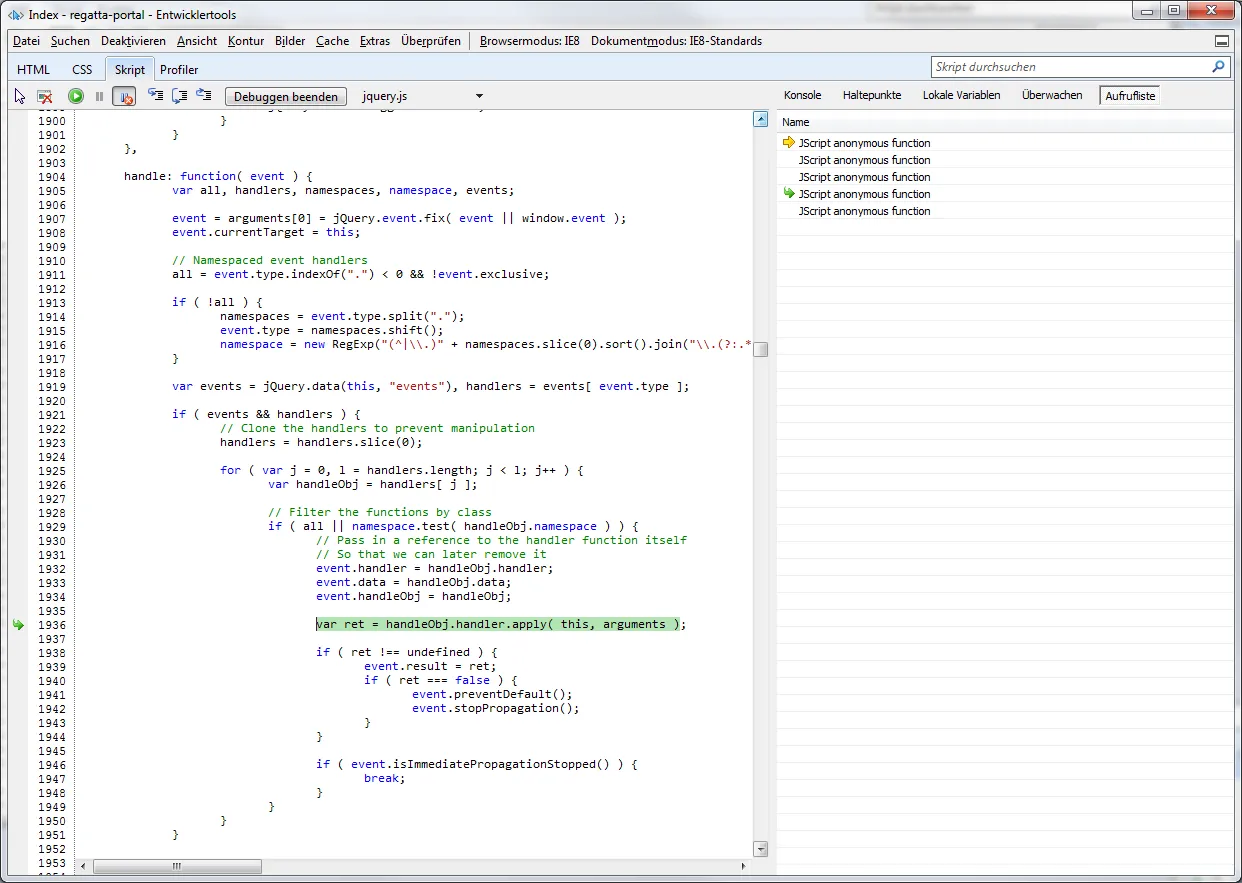 Index - regatta-portal - Entwicklertools
Datei Suchen Deaktivieren Ansicht Kontur Bilder Cache Extras Überprüfen Browsermodus: IE8 Dokumentmodus: IE8-Standards
HTML CSS Skript Profiler Skript durchsuchen
Debuggen beenden jquery.js Konsole Haltepunkte Lokale Variablen Überwachen Aufrufliste
Name
JScript anonymous function
JScript anonymous function
JScript anonymous function
JScript anonymous function
JScript anonymous function
1900 }
1901 }
1902 },
1903
1904 handle: function( event ) {
1905 var all, handlers, namespaces, namespace, events;
1906
1907 event = arguments[0] = jQuery.event.fix( event || window.event );
1908 event.currentTarget = this;
1909
1910 // Namespaced event handlers
1911 all = event.type.indexOf(".") < 0 && !event.exclusive;
1912
1913 if ( !all ) {
1914 namespaces = event.type.split(".");
1915 event.type = namespaces.shift();
1916 namespace = new RegExp("(^|\\.)" + namespaces.slice(0).sort().join("\\.(?:.*
1917 }
1918
1919 var events = jQuery.data(this, "events"), handlers = events[ event.type ];
1920
1921 if ( events && handlers ) {
1922 // Clone the handlers to prevent manipulation
1923 handlers = handlers.slice(0);
1924
1925 for ( var j = 0, l = handlers.length; j < l; j++ ) {
1926 var handleObj = handlers[ j ];
1927
1928 // Filter the functions by class
1929 if ( all || namespace.test( handleObj.namespace ) ) {
1930 // Pass in a reference to the handler function itself
1931 // So that we can later remove it
1932 event.handler = handleObj.handler;
1933 event.data = handleObj.data;
1934 event.handleObj = handleObj;
1935
1936 var ret = handleObj.handler.apply( this, arguments );
1937
1938 if ( ret !== undefined ) {
1939 event.result = ret;
1940 if ( ret === false ) {
1941 event.preventDefault();
1942 event.stopPropagation();
1943 }
1944 }
1945
1946 if ( event.isImmediatePropagationStopped() ) {
1947 break;
1948 }
1949 }
1950 }
1951 }
1952
1953